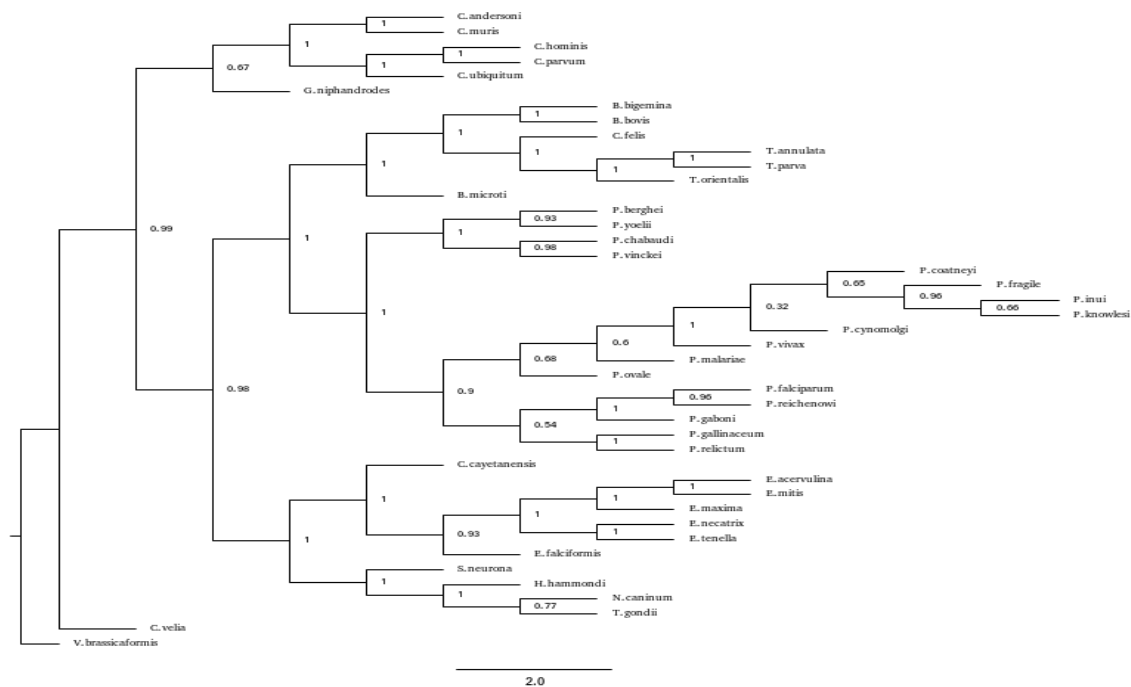 C.andersoni
1
C.muris
1
C.hominis
1
C.parvum
0.67
1
C.ubiquitum
G.niphandrodes
B.bigemina
1
B.bovis
1
C.felis
1
T.annulata
1
1
T.parva
1
T.orientalis
B.microti
P.berghei
0.93
P.yoelii
0.99
1
1
P.chabaudi
0.98
P.vinckei
P.coatneyi
0.65
P.fragile
0.96
P.inui
0.32
0.66
1
P.knowlesi
1
P.cynomolgi
0.6
P.vivax
0.68
P.malariae
P.ovale
0.98
0.9
P.falciparum
0.96
P.reichenowi
1
P.gaboni
0.54
P.gallinaceum
1
P.relictum
C.cayetanensis
E.acervulina
1
E.mitis
1
1
E.maxima
1
E.necatrix
0.93
1
E.tenella
1
E.falciformis
S.neurona
1
H.hammondi
1
N.caninum
0.77
T.gondii
C.velia
V.brassicaformis
2.0